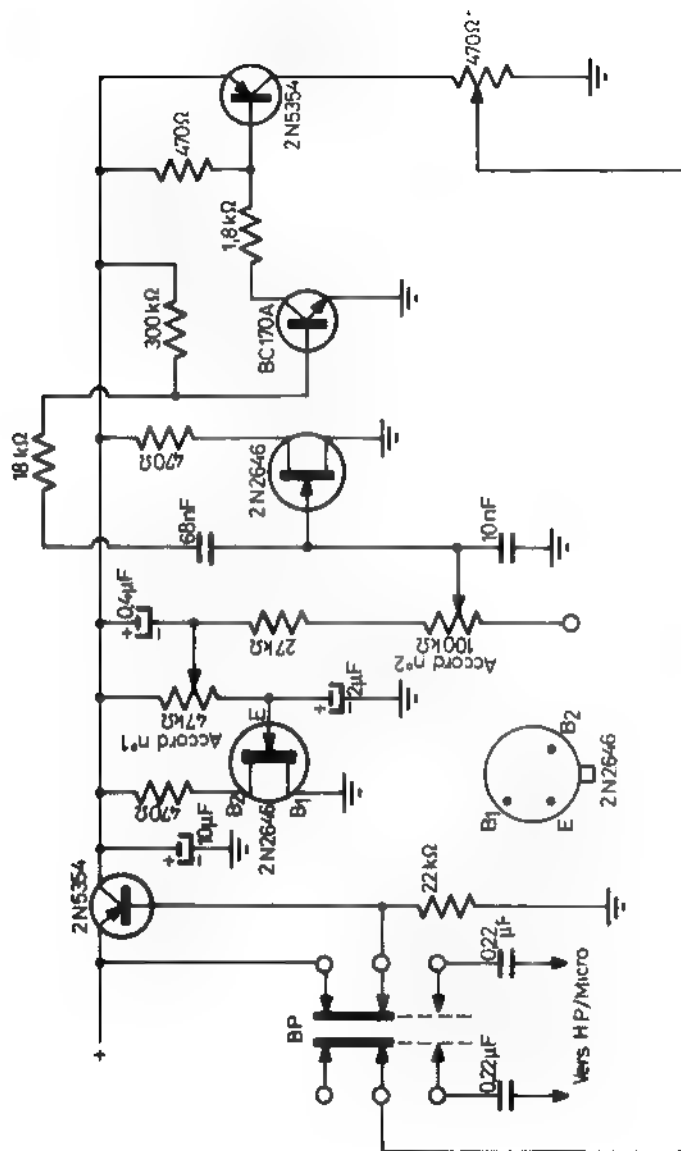 470Ω*
2N5354
470Ω
1,8kΩ
300kΩ
BC170A
18kΩ
470Ω
2N2646
68nF
10nF
+
0,4µF
-
27kΩ
100kΩ
Accord n°2
47kΩ
Accord n°1
E
+
2µF
-
470Ω
B2
B1
2N2646
+
10µF
-
B1
E
B2
2N2646
2N5354
22kΩ
+
BP
0,22µF
0,22µF
Vers HP/Micro